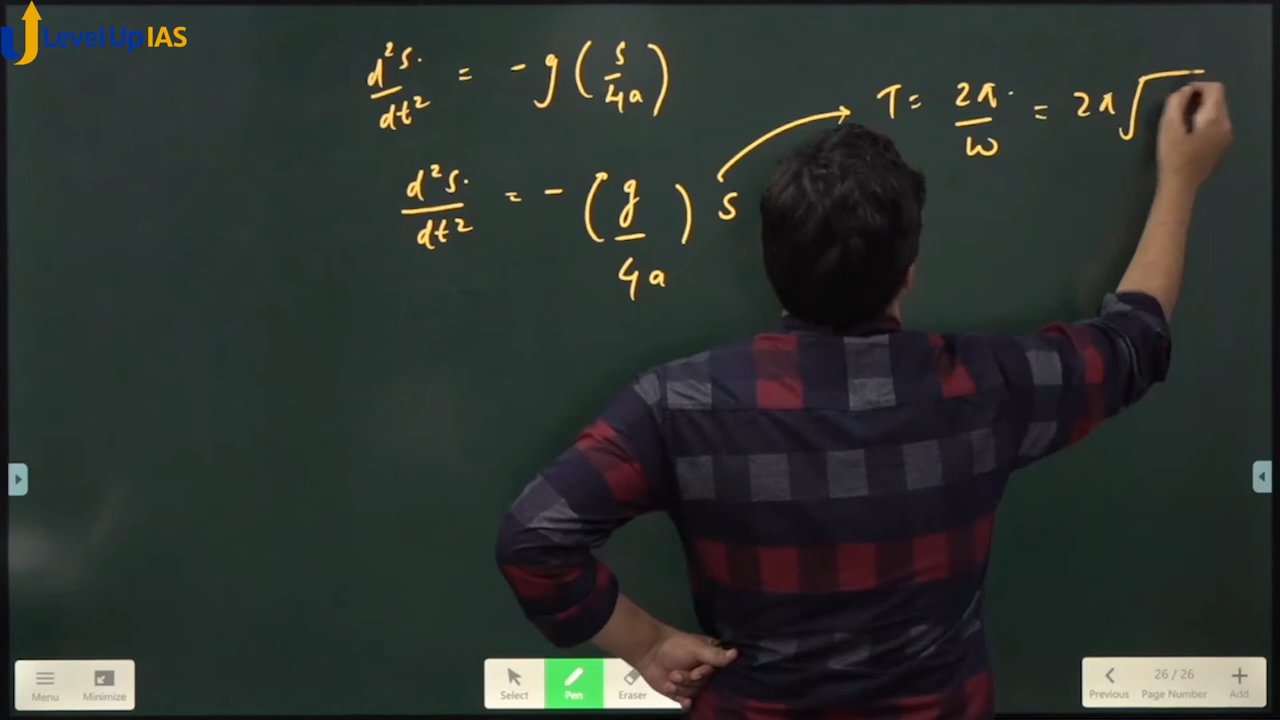 Level Up IAS
d²s/dt² = -g (s/4a)
T = 2π/ω = 2π√
d²s/dt² = -(g/4a) s
Menu
Minimize
Select
Pen
Eraser
Previous
26 / 26
Page Number
Add